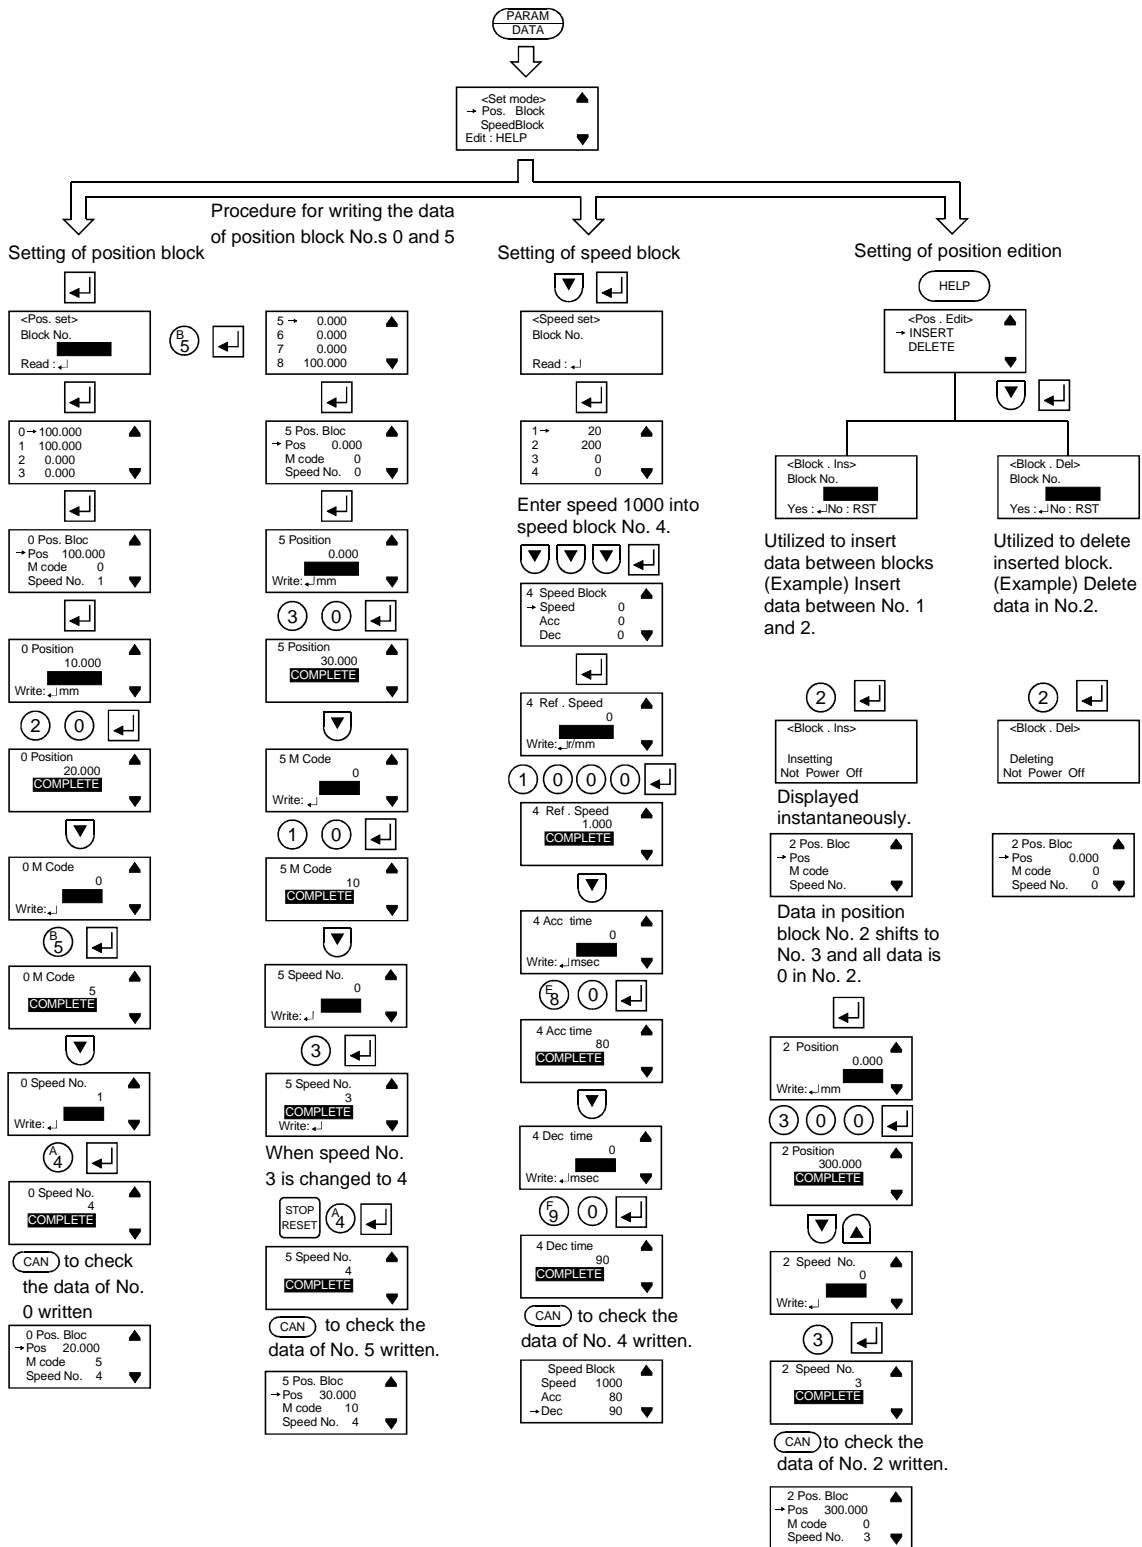 PARAM
DATA
<Set mode>
→ Pos. Block
SpeedBlock
Edit : HELP
Procedure for writing the data
of position block No.s 0 and 5
Setting of position block
<Pos. set>
Block No.
Read : ↵
B
5
0→100.000
1 100.000
2 0.000
3 0.000
0 Pos. Bloc
→Pos 100.000
M code 0
Speed No. 1
0 Position
10.000
Write: ↵mm
2 0
0 Position
20.000
COMPLETE
0 M Code
0
Write:↵
B
5
0 M Code
5
COMPLETE
0 Speed No.
1
Write: ↵
A
4
0 Speed No.
4
COMPLETE
CAN to check
the data of No.
0 written
0 Pos. Bloc
→Pos 20.000
M code 5
Speed No. 4
5→ 0.000
6 0.000
7 0.000
8 100.000
5 Pos. Bloc
→ Pos 0.000
M code 0
Speed No. 0
5 Position
0.000
Write: ↵mm
3 0
5 Position
30.000
COMPLETE
5 M Code
0
Write: ↵
1 0
5 M Code
10
COMPLETE
5 Speed No.
0
Write:↵
3
5 Speed No.
3
COMPLETE
Write: ↵
When speed No.
3 is changed to 4
STOP
RESET
A
4
5 Speed No.
4
COMPLETE
CAN to check the
data of No. 5 written.
5 Pos. Bloc
→Pos 30.000
M code 10
Speed No. 4
Setting of speed block
<Speed set>
Block No.
Read : ↵
1→ 20
2 200
3 0
4 0
Enter speed 1000 into
speed block No. 4.
4 Speed Block
→ Speed 0
Acc 0
Dec 0
4 Ref . Speed
0
Write:↵r/mm
1 0 0 0
4 Ref . Speed
1.000
COMPLETE
4 Acc time
0
Write: ↵msec
E
8 0
4 Acc time
80
COMPLETE
4 Dec time
0
Write: ↵msec
F
9 0
4 Dec time
90
COMPLETE
CAN to check the
data of No. 4 written.
Speed Block
Speed 1000
Acc 80
→Dec 90
Setting of position edition
HELP
<Pos . Edit>
→ INSERT
DELETE
<Block . Ins>
Block No.
Yes : ↵No : RST
Utilized to insert
data between blocks
(Example) Insert
data between No. 1
and 2.
2
<Block . Ins>
Insetting
Not Power Off
Displayed
instantaneously.
2 Pos. Bloc
→ Pos
M code
Speed No.
Data in position
block No. 2 shifts to
No. 3 and all data is
0 in No. 2.
2 Position
0.000
Write: ↵mm
3 0 0
2 Position
300.000
COMPLETE
2 Speed No.
0
Write:↵
3
2 Speed No.
3
COMPLETE
CAN to check the
data of No. 2 written.
2 Pos. Bloc
→ Pos 300.000
M code 0
Speed No. 3
<Block . Del>
Block No.
Yes : ↵No : RST
Utilized to delete
inserted block.
(Example) Delete
data in No.2.
2
<Block . Del>
Deleting
Not Power Off
2 Pos. Bloc
→ Pos 0.000
M code 0
Speed No. 0